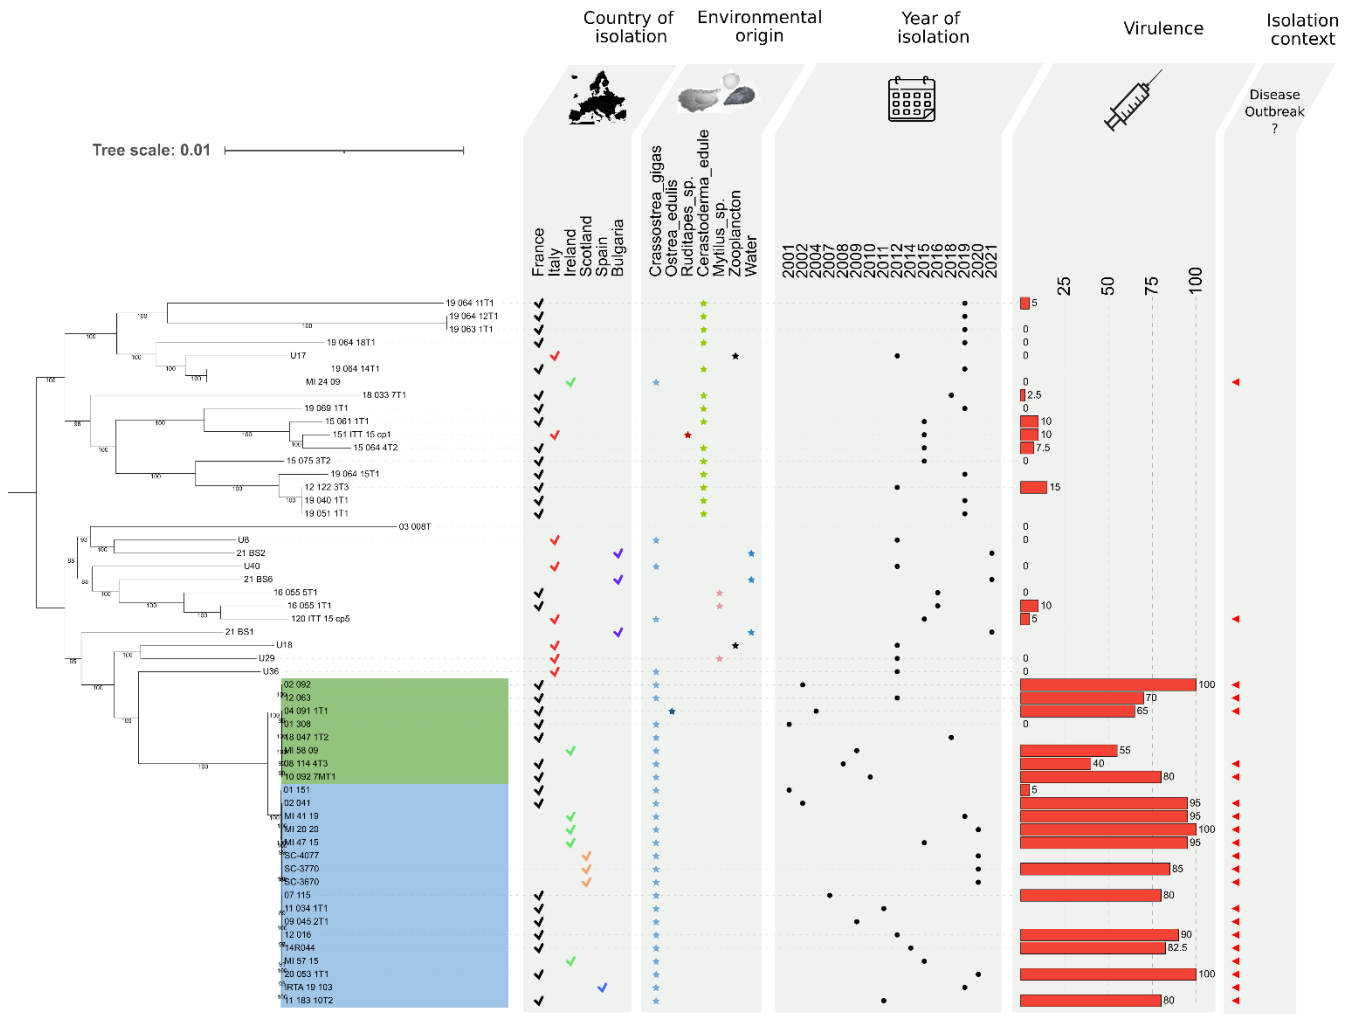 Country of
isolation
Environmental
origin
Year of
isolation
Virulence
Isolation
context
Disease
Outbreak
?
Tree scale: 0.01
France
Italy
Ireland
Scotland
Spain
Bulgaria
Crassostrea_gigas
Ostrea_edulis
Ruditapes_sp.
Cerastoderma_edule
Mytilus_sp.
Zooplancton
Water
2001
2002
2004
2007
2008
2009
2010
2011
2012
2014
2015
2016
2018
2019
2020
2021
25
50
75
100
19 064 11T1 5
19 064 12T1
19 063 1T1 0
19 064 18T1 0
U17 0
19 064 14T1
MI 24 09 0
18 033 7T1 2.5
19 069 1T1 0
15 061 1T1 10
151 ITT 15 cp1 10
15 064 4T2 7.5
15 075 3T2 0
19 064 15T1
12 122 3T3 15
19 040 1T1
19 051 1T1
03 008T 0
U8 0
21 BS2
U40 0
21 BS6
16 055 5T1 0
16 055 1T1 10
120 ITT 15 cp5 5
21 BS1
U18
U29 0
U36 0
02 092 100
12 063 70
04 091 1T1 65
01 308 0
18 047 1T2
MI 58 09 55
08 114 4T3 40
10 092 7MT1 80
01 151 5
02 041 95
MI 41 19 95
MI 20 20 100
MI 47 15 95
SC-4077
SC-3770 85
SC-3670
07 115 80
11 034 1T1
09 045 2T1
12 016 90
14R044 82.5
MI 57 15
20 053 1T1 100
IRTA 19 103
11 183 10T2 80